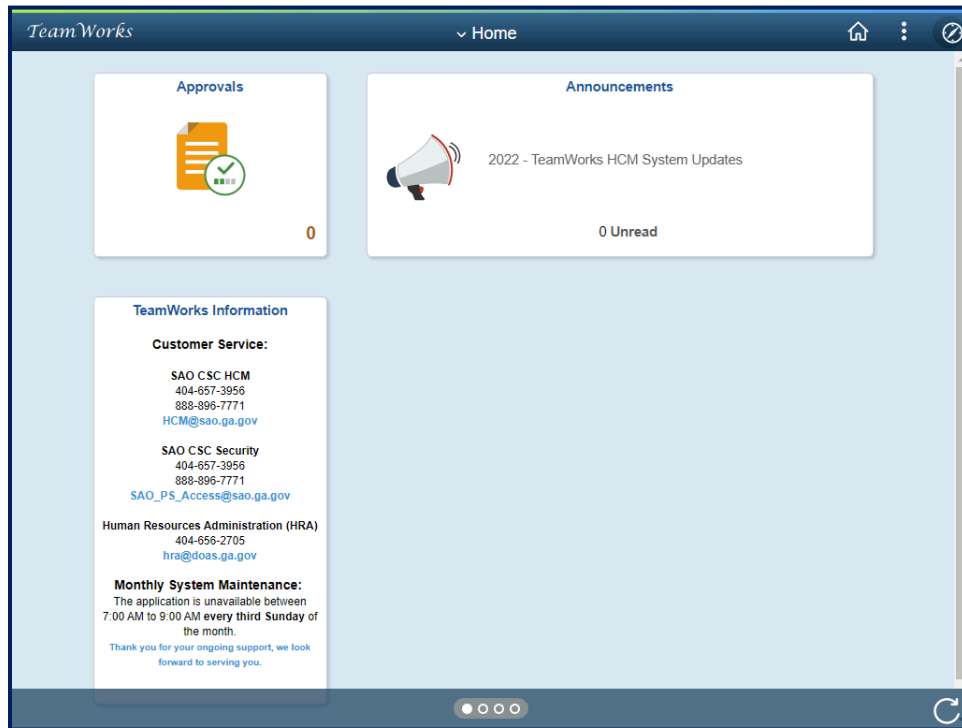 TeamWorks
Home
Approvals
0
Announcements
2022 - TeamWorks HCM System Updates
0 Unread
TeamWorks Information
Customer Service:
SAO CSC HCM
404-657-3956
888-896-7771
HCM@sao.ga.gov
SAO CSC Security
404-657-3956
888-896-7771
SAO_PS_Access@sao.ga.gov
Human Resources Administration (HRA)
404-656-2705
hra@doas.ga.gov
Monthly System Maintenance:
The application is unavailable between
7:00 AM to 9:00 AM every third Sunday of
the month.
Thank you for your ongoing support, we look
forward to serving you.